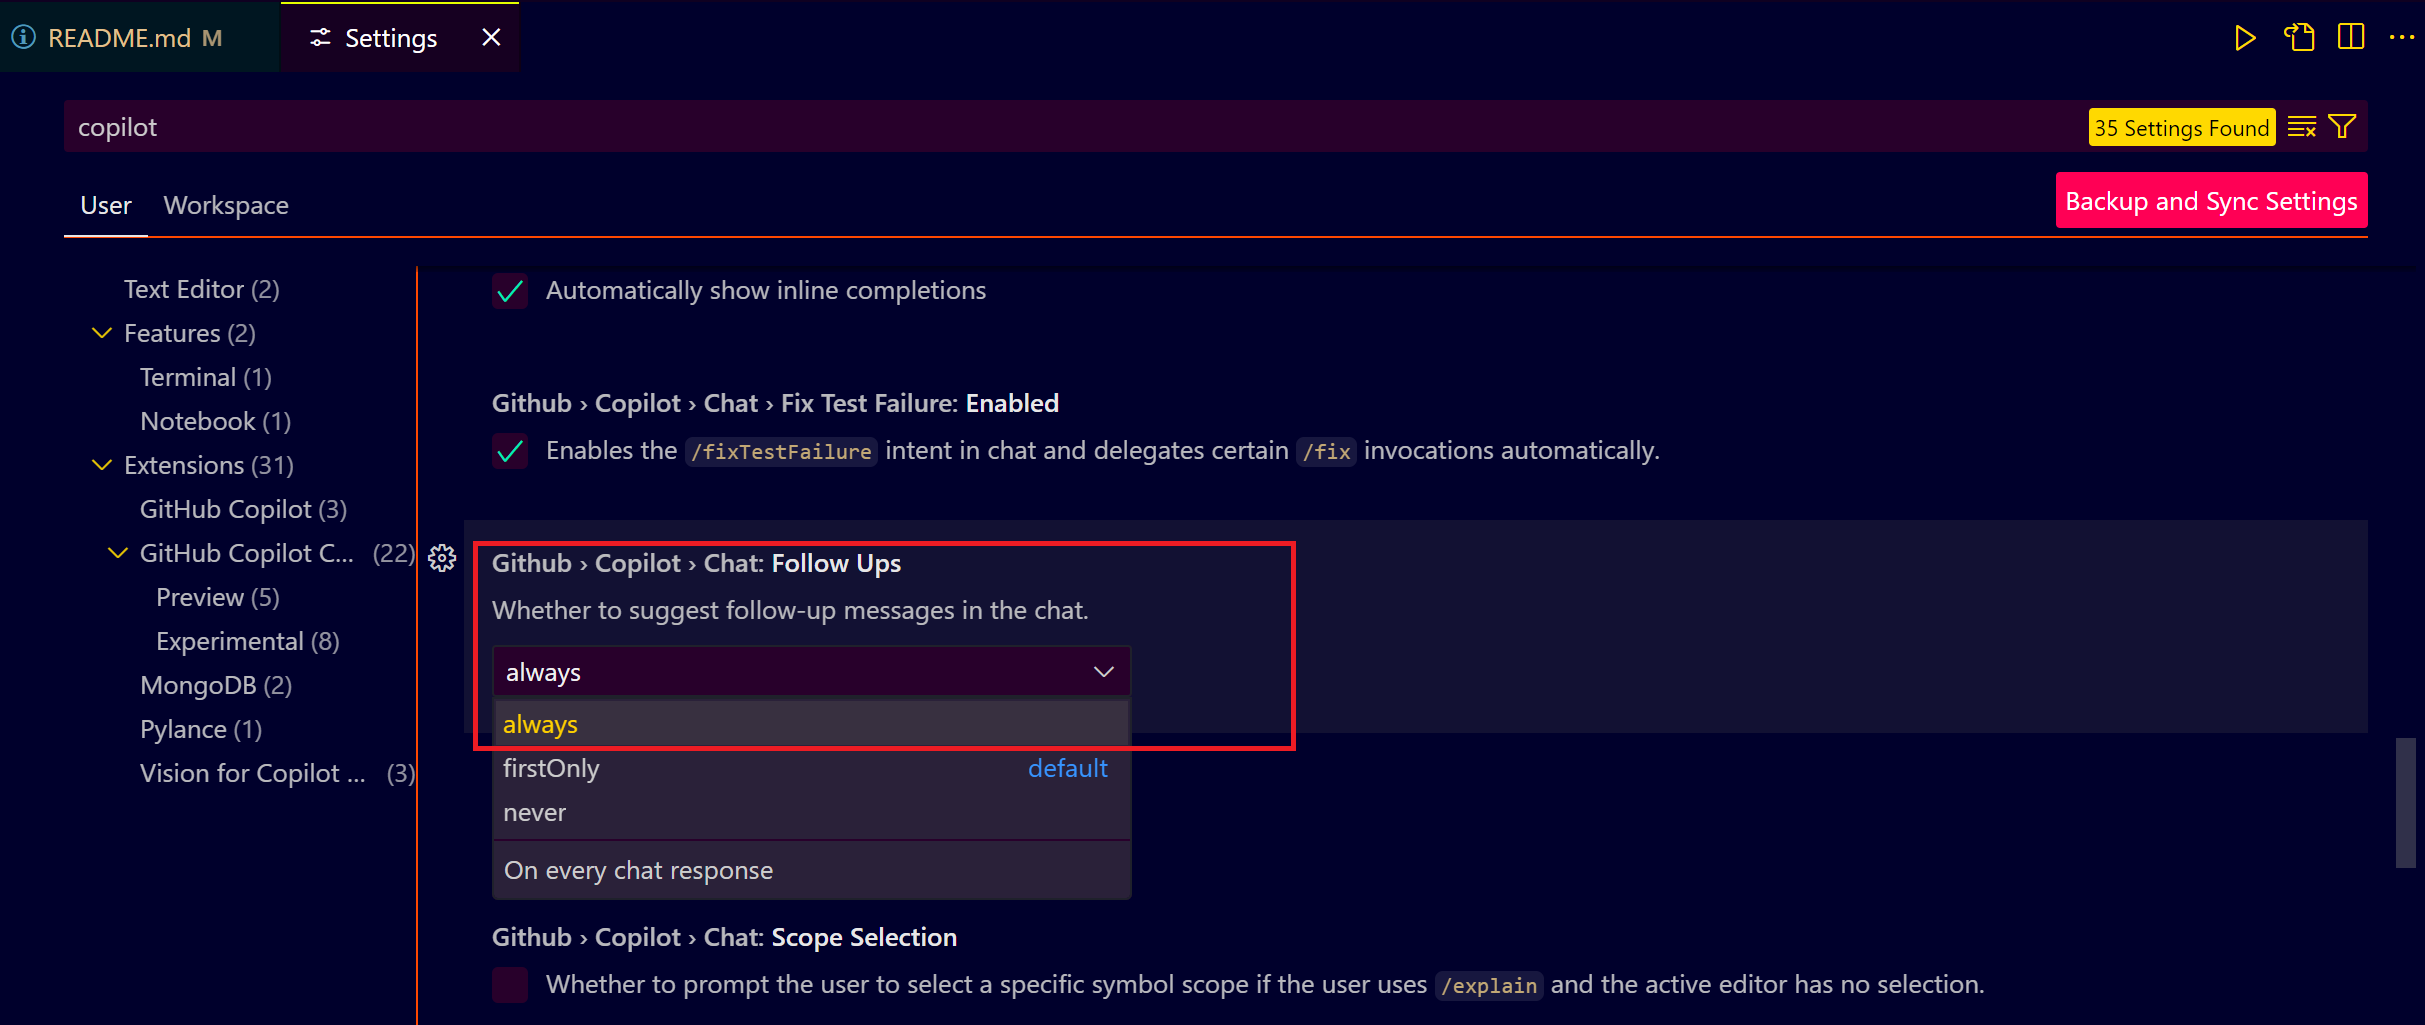 README.md M
Settings
copilot
35 Settings Found
User Workspace
Backup and Sync Settings
Text Editor (2)
Features (2)
Terminal (1)
Notebook (1)
Extensions (31)
GitHub Copilot (3)
GitHub Copilot C... (22)
Preview (5)
Experimental (8)
MongoDB (2)
Pylance (1)
Vision for Copilot ... (3)
Automatically show inline completions
Github › Copilot › Chat › Fix Test Failure: Enabled
Enables the /fixTestFailure intent in chat and delegates certain /fix invocations automatically.
Github › Copilot › Chat: Follow Ups
Whether to suggest follow-up messages in the chat.
always
always
firstOnly default
never
On every chat response
Github › Copilot › Chat: Scope Selection
Whether to prompt the user to select a specific symbol scope if the user uses /explain and the active editor has no selection.